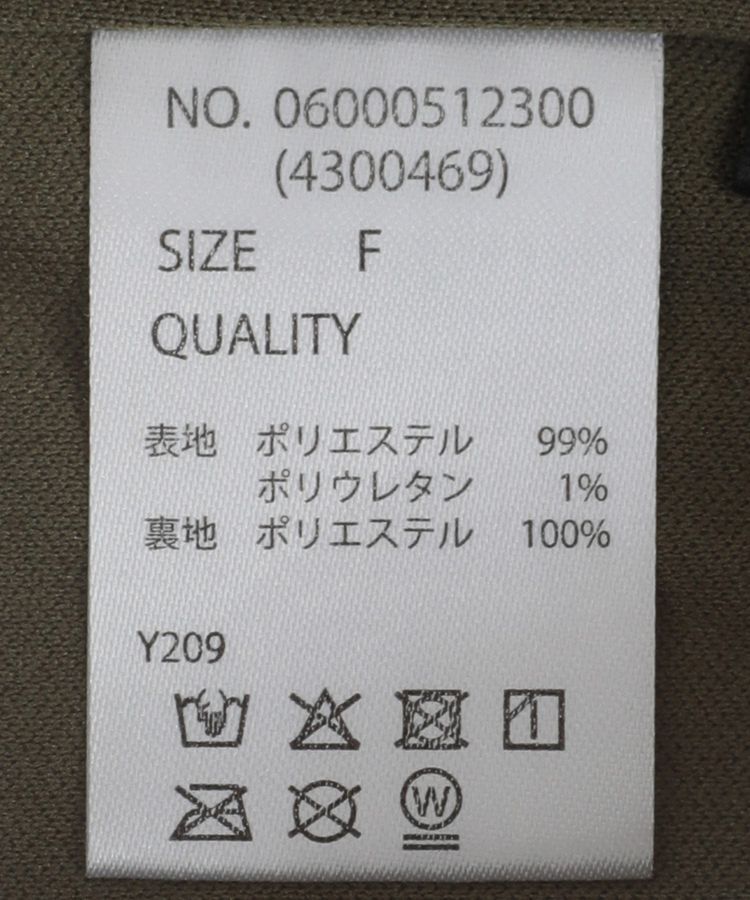 NO. 06000512300
(4300469)
SIZE F
QUALITY
表地 ポリエステル 99%
ポリウレタン 1%
裏地 ポリエステル 100%
Y209
W